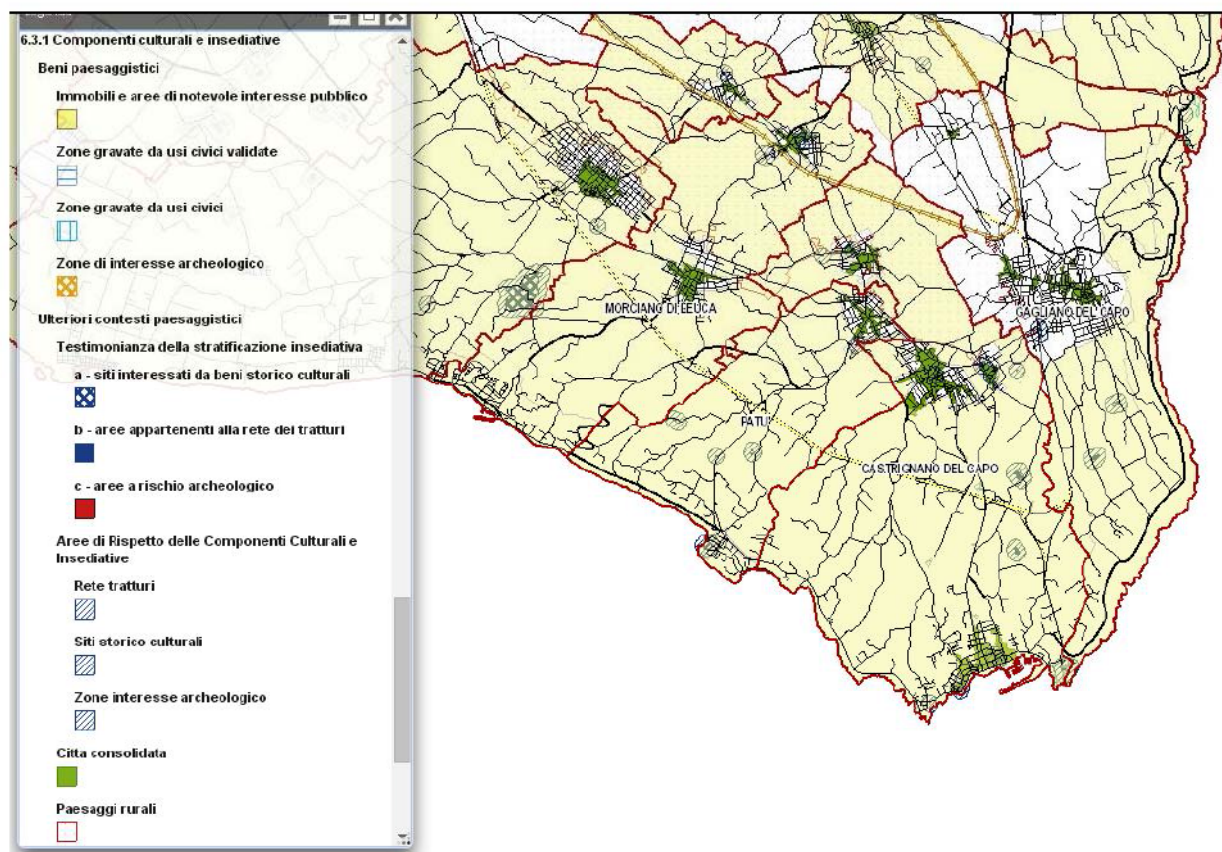 6.3.1 Componenti culturali e insediative
Beni paesaggistici
Immobili e aree di notevole interesse pubblico
Zone gravate da usi civici validate
Zone gravate da usi civici
Zone di interesse archeologico
Ulteriori contesti paesaggistici
Testimonianza della stratificazione insediativa
a - siti interessati da beni storico culturali
b - aree appartenenti alla rete dei tratturi
c - aree a rischio archeologico
Aree di Rispetto delle Componenti Culturali e
Insediative
Rete tratturi
Siti storico culturali
Zone interesse archeologico
Citta consolidata
Paesaggi rurali
MORCIANO DI LEUCA
GAGLIANO DEL CAPO
PATU'
CASTRIGNANO DEL CAPO